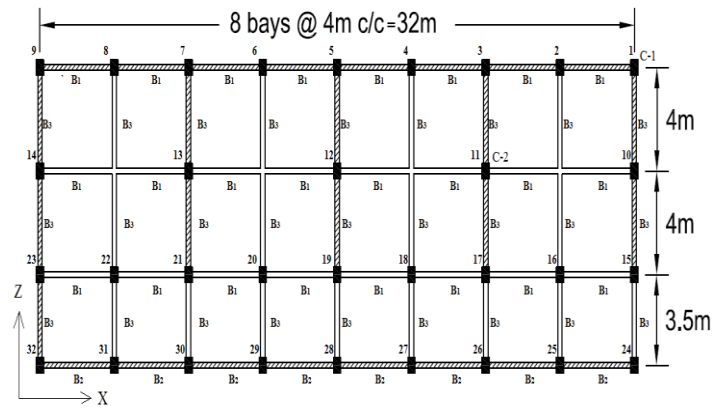 8 bays @ 4m c/c=32m
9 8 7 6 5 4 3 2 1
C-1
B1 B1 B1 B1 B1 B1 B1 B1
B3 B3 B3 B3 B3 B3 B3 B3 B3
4m
14 13 12 11 C-2 10
B1 B1 B1 B1 B1 B1 B1 B1
B3 B3 B3 B3 B3 B3 B3 B3 B3
4m
23 22 21 20 19 18 17 16 15
Z
B1 B1 B1 B1 B1 B1 B1 B1
B3 B3 B3 B3 B3 B3 B3 B3 B3
3.5m
32 31 30 29 28 27 26 25 24
B2 B2 B2 B2 B2 B2 B2 B2
X